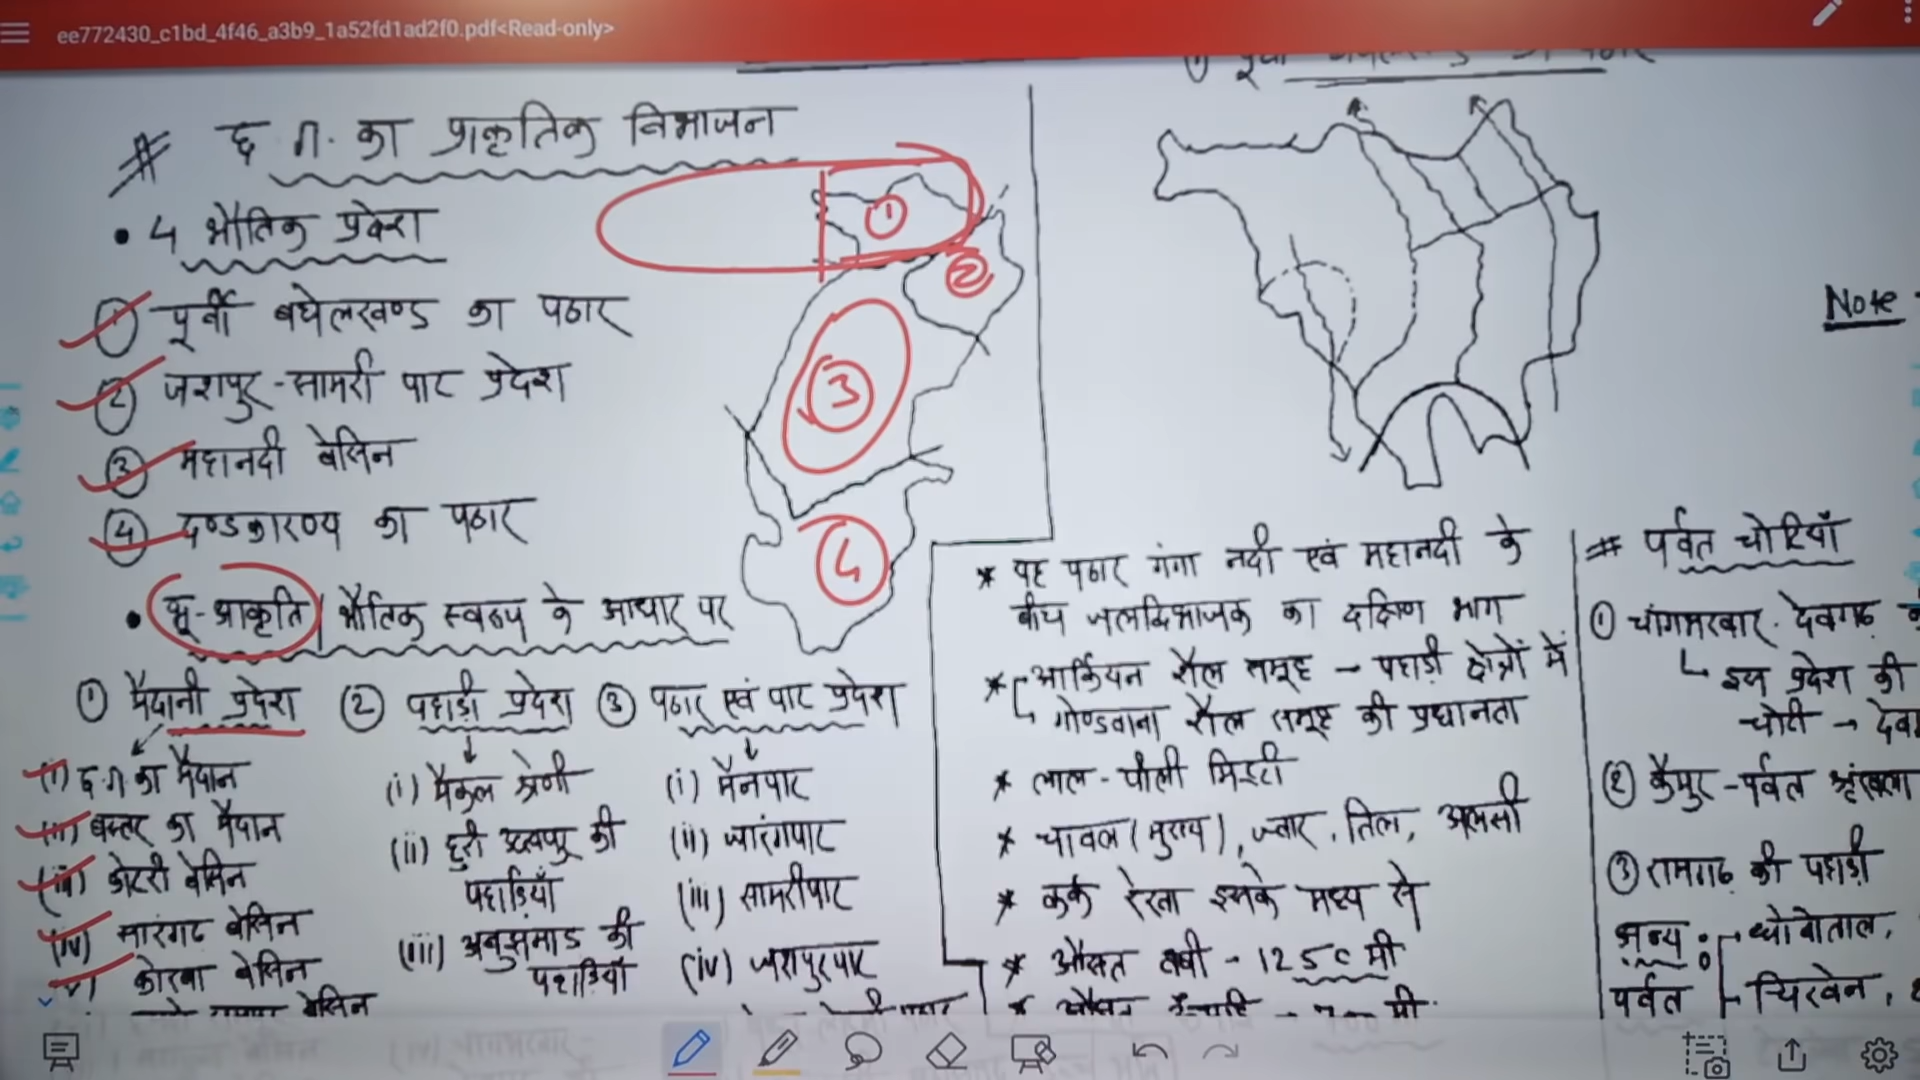 ee772430_c1bd_4f46_a3b9_1a52fd1ad2f0.pdf<Read-only>
# छ.ग. का प्राकृतिक विभाजन
• 4 भौतिक प्रदेश
① पूर्वी बघेलखण्ड का पठार
② जशपुर-सामरी पाट प्रदेश
③ महानदी बेसिन
④ दण्डकारण्य का पठार
① ② ③ ④
• भू-प्राकृति | भौतिक स्वरूप के आधार पर
① मैदानी प्रदेश
(i) छ.ग का मैदान
(ii) बस्तर का मैदान
(iii) कोटरी बेसिन
(iv) सारंगढ बेसिन
(v) कोरबा बेसिन
बेसिन
② पहाड़ी प्रदेश
(i) मैकल श्रेणी
(ii) छुरी उदयपुर की
पहाड़ियाँ
(iii) अबुझमाड की
पहाड़ियाँ
③ पठार एवं पाट प्रदेश
(i) मैनपाट
(ii) जारंगपाट
(iii) सामरीपाट
(iv) जशपुरपाट
* यह पठार गंगा नदी एवं महानदी के
बीच जलविभाजक का दक्षिण भाग
* आर्कियन शैल समूह - पहाड़ी क्षेत्रों में
गोण्डवाना शैल समूह की प्रधानता
* लाल-पीली मिट्टी
* चावल (मुख्य), ज्वार, तिल, अलसी
* कर्क रेखा इसके मध्य से
* औसत वर्षा - 125 c मी
Note
# पर्वत चोटियाँ
① चांगभखार देवगढ़
इस प्रदेश की
चोटी →
② कैमुर-पर्वत श्रृंखला
③ रामगढ की पहाड़ी
अन्य :
पर्वत